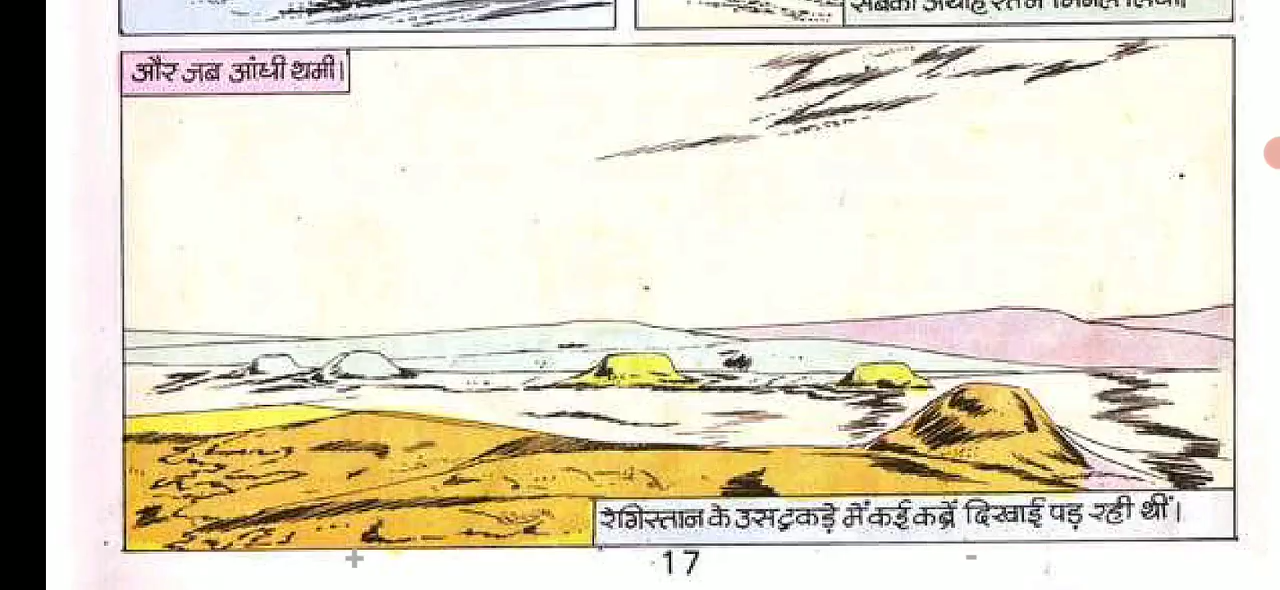 और जब आंधी थमी।
रेगिस्तान के उस टुकड़े में कई कब्रें दिखाई पड़ रही थीं।
17